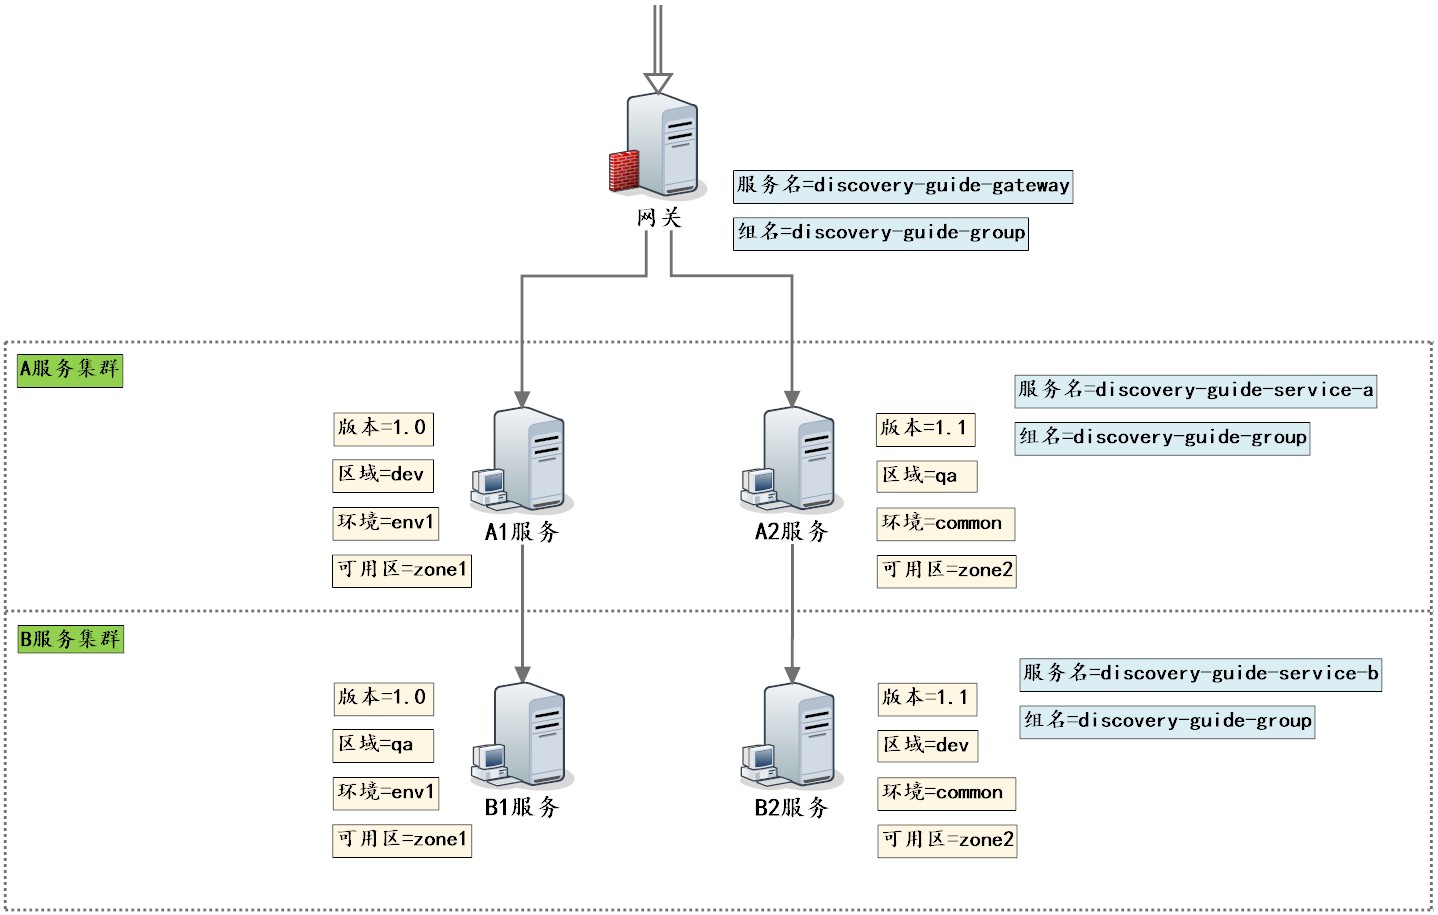 服务名=discovery-guide-gateway
网关
组名=discovery-guide-group
A服务集群
服务名=discovery-guide-service-a
版本=1.0
版本=1.1
组名=discovery-guide-group
区域=dev
区域=qa
环境=env1
环境=common
A1服务
A2服务
可用区=zone1
可用区=zone2
B服务集群
服务名=discovery-guide-service-b
版本=1.0
版本=1.1
组名=discovery-guide-group
区域=qa
区域=dev
环境=env1
环境=common
B1服务
B2服务
可用区=zone1
可用区=zone2